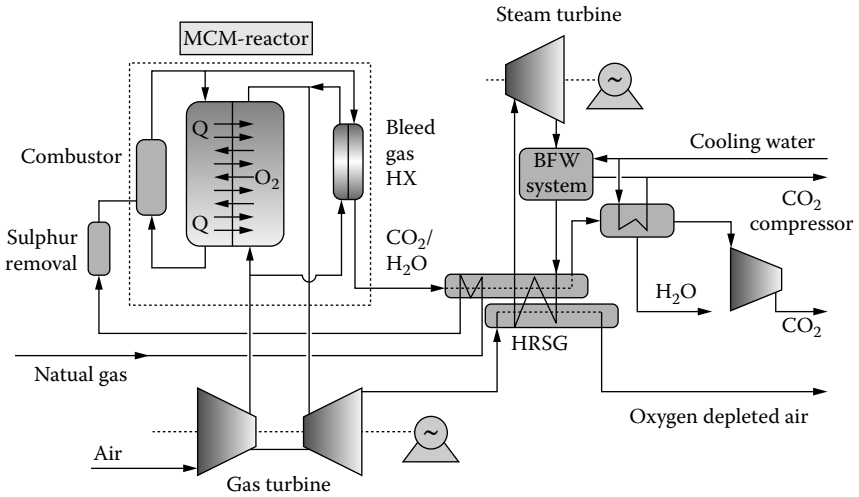 Steam turbine
MCM-reactor
Combustor
Q
O2
Q
Bleed
gas
HX
BFW
system
Cooling water
CO2
compressor
Sulphur
removal
CO2/
H2O
H2O
CO2
HRSG
Natual gas
Oxygen depleted air
Air
Gas turbine
~
~